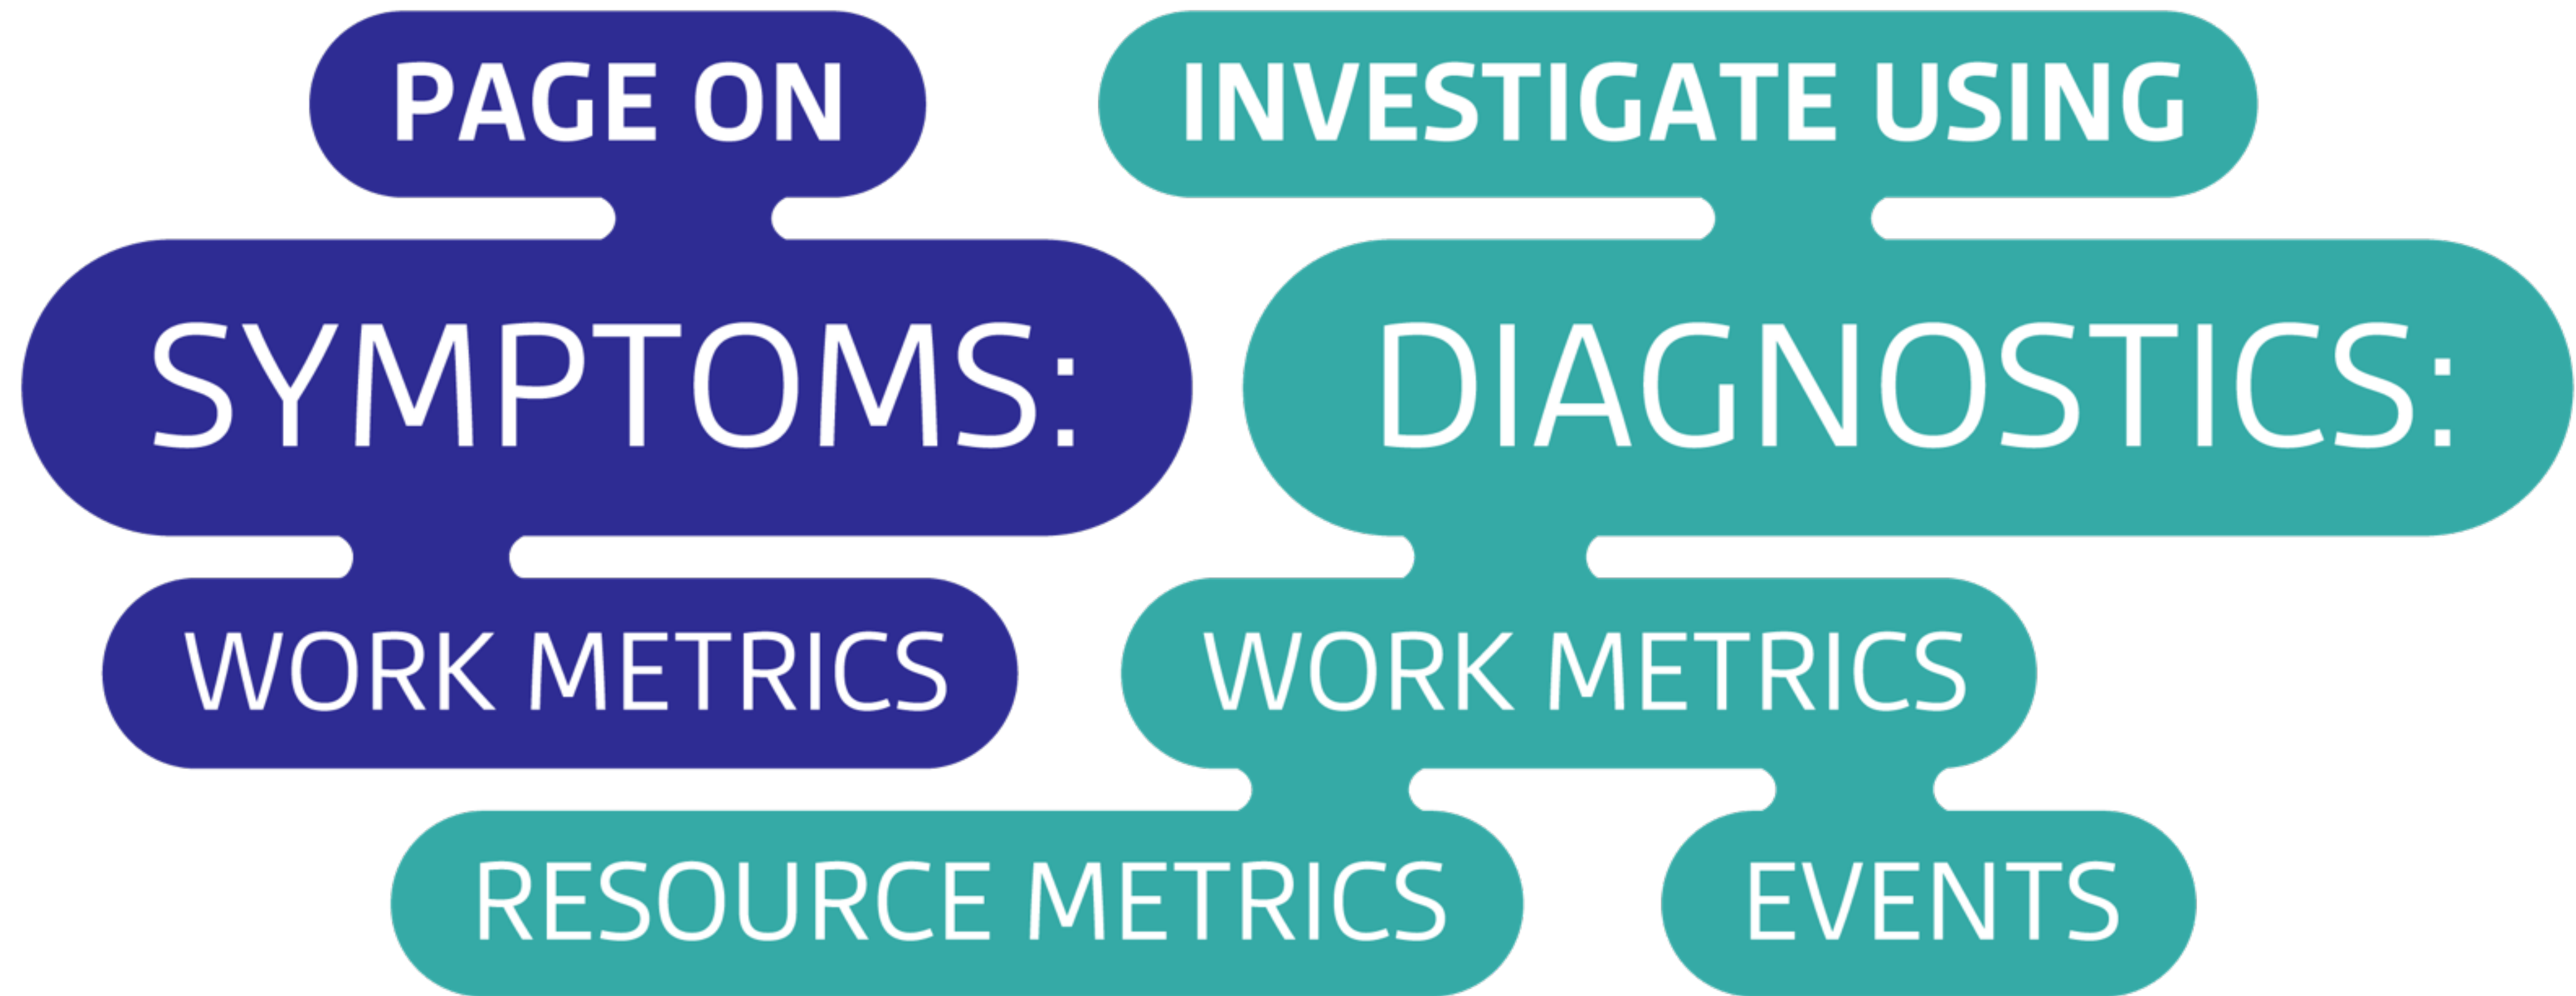 PAGE ON
SYMPTOMS:
WORK METRICS
INVESTIGATE USING
DIAGNOSTICS:
WORK METRICS
RESOURCE METRICS
EVENTS